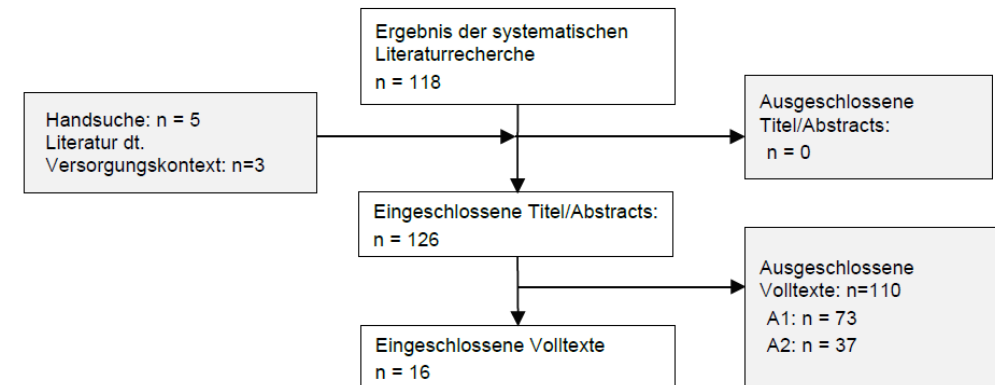 Ergebnis der systematischen
Literaturrecherche
n = 118
Handsuche: n = 5
Literatur dt.
Versorgungskontext: n=3
Ausgeschlossene
Titel/Abstracts:
n = 0
Eingeschlossene Titel/Abstracts:
n = 126
Ausgeschlossene
Volltexte: n=110
A1: n = 73
A2: n = 37
Eingeschlossene Volltexte
n = 16